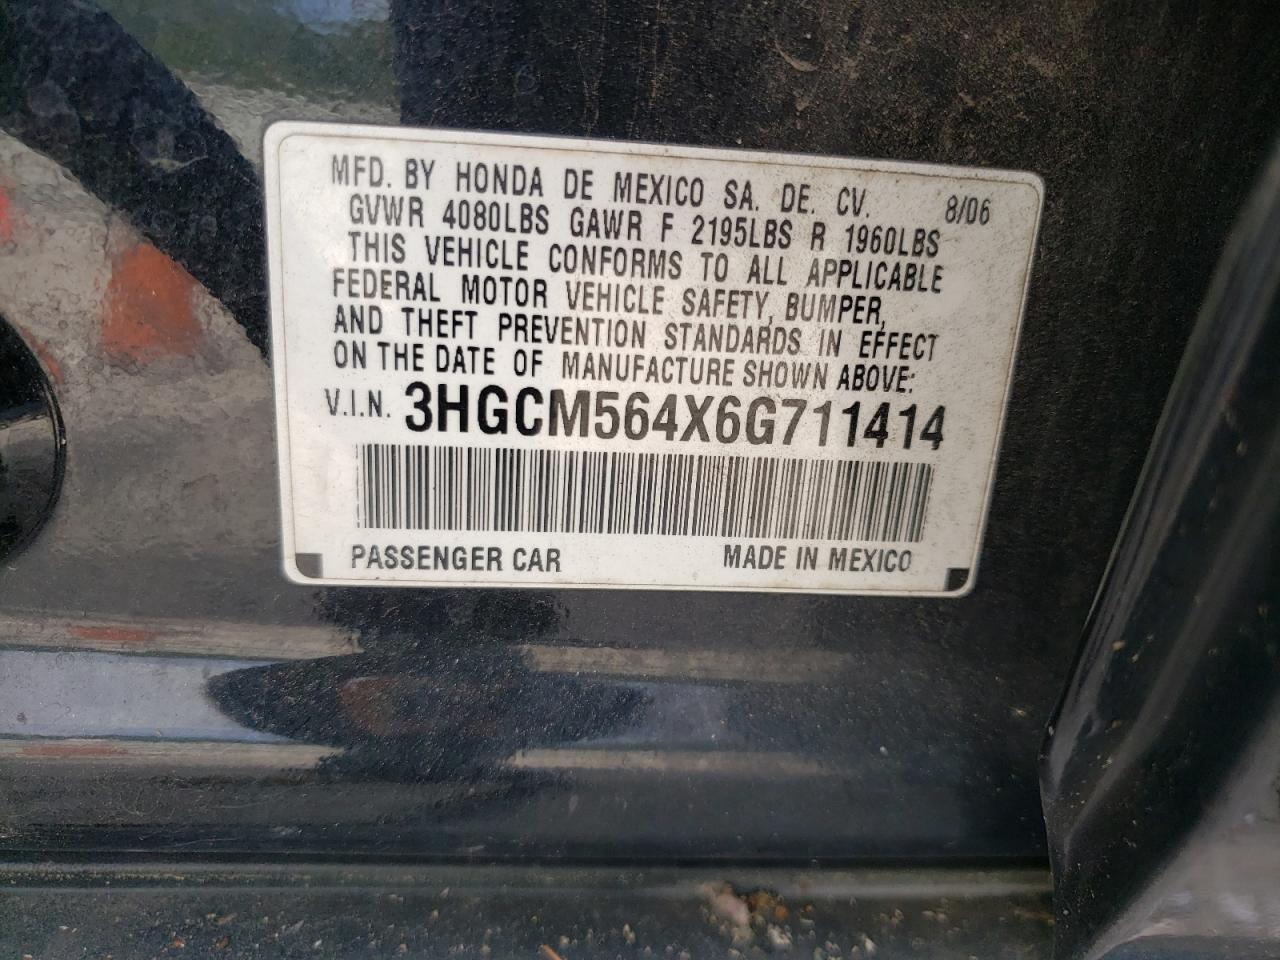 MFD. BY HONDA DE MEXICO SA. DE. CV. 8/06
GVWR 4080LBS GAWR F 2195LBS R 1960LBS
THIS VEHICLE CONFORMS TO ALL APPLICABLE
FEDERAL MOTOR VEHICLE SAFETY, BUMPER,
AND THEFT PREVENTION STANDARDS IN EFFECT
ON THE DATE OF MANUFACTURE SHOWN ABOVE:
V.I.N. 3HGCM564X6G711414
PASSENGER CAR MADE IN MEXICO